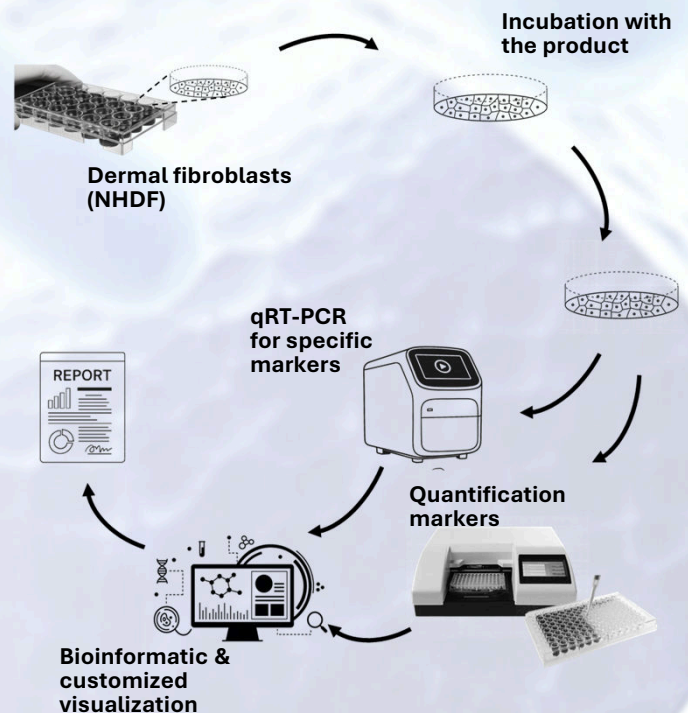 Incubation with
the product
Dermal fibroblasts
(NHDF)
qRT-PCR
for specific
markers
REPORT
Quantification
markers
Bioinformatic &
customized
visualization